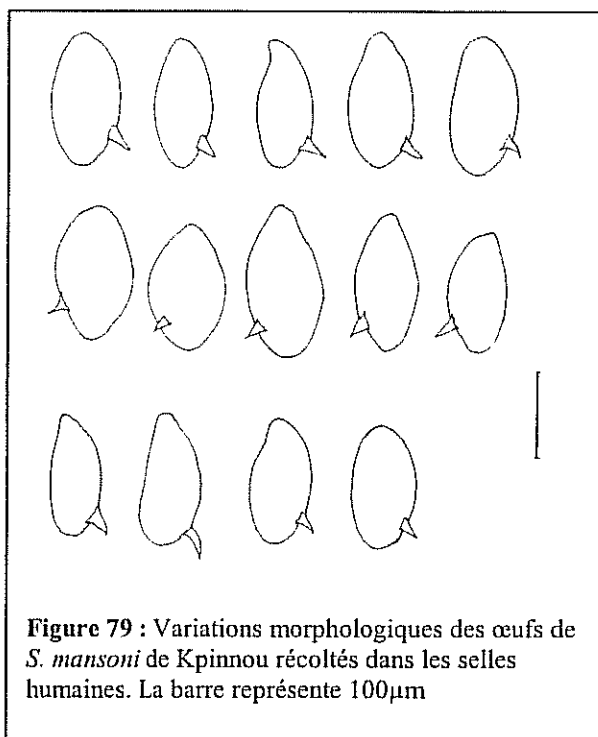 Figure 79 : Variations morphologiques des œufs de
S. mansoni de Kpinnou récoltés dans les selles
humaines. La barre représente 100µm